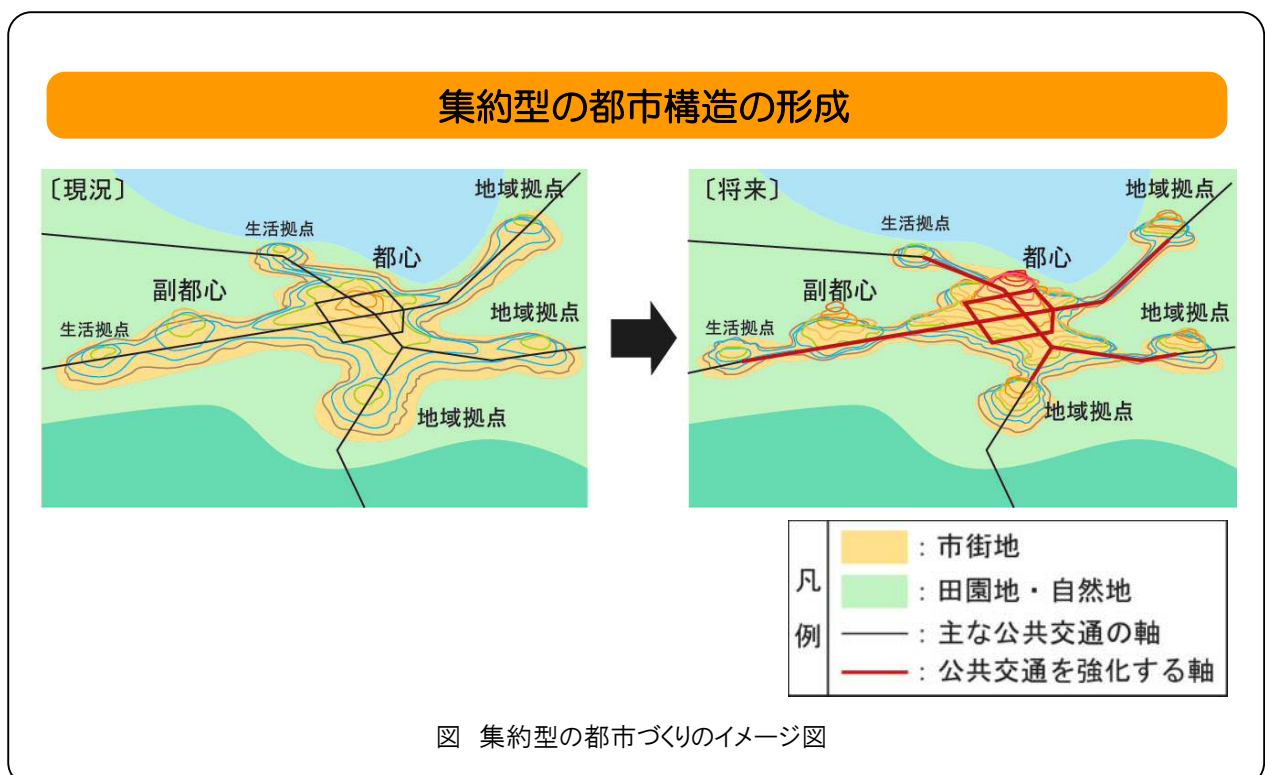 集約型の都市構造の形成
〔現況〕
地域拠点
生活拠点
都心
副都心
地域拠点
生活拠点
地域拠点
〔将来〕
地域拠点
生活拠点
都心
副都心
地域拠点
生活拠点
地域拠点
凡例
：市街地
：田園地・自然地
：主な公共交通の軸
：公共交通を強化する軸
図 集約型の都市づくりのイメージ図